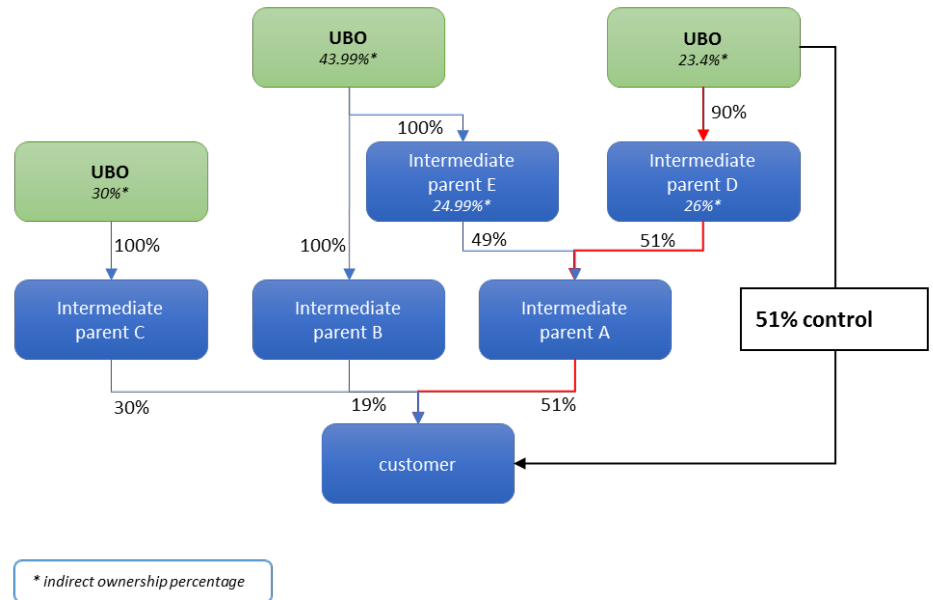 UBO
43.99%*
UBO
23.4%*
100%
90%
UBO
30%*
Intermediate
parent E
24.99%*
Intermediate
parent D
26%*
100%
100%
49%
51%
Intermediate
parent C
Intermediate
parent B
Intermediate
parent A
51% control
30%
19%
51%
customer
* indirect ownership percentage